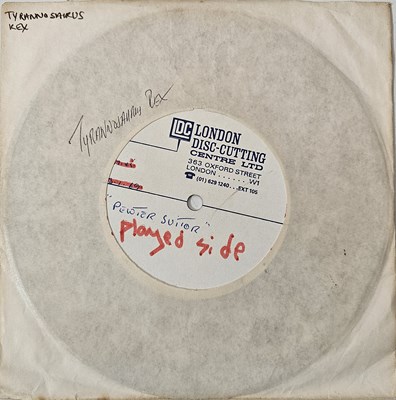 TYRANNOSAURUS
REX
TYRANNOSAURUS REX
LDC LONDON
DISC-CUTTING
CENTRE LTD
363 OXFORD STREET
LONDON.......W1
(01) 629 1240...EXT 105
"PEWTER SUITOR"
played side